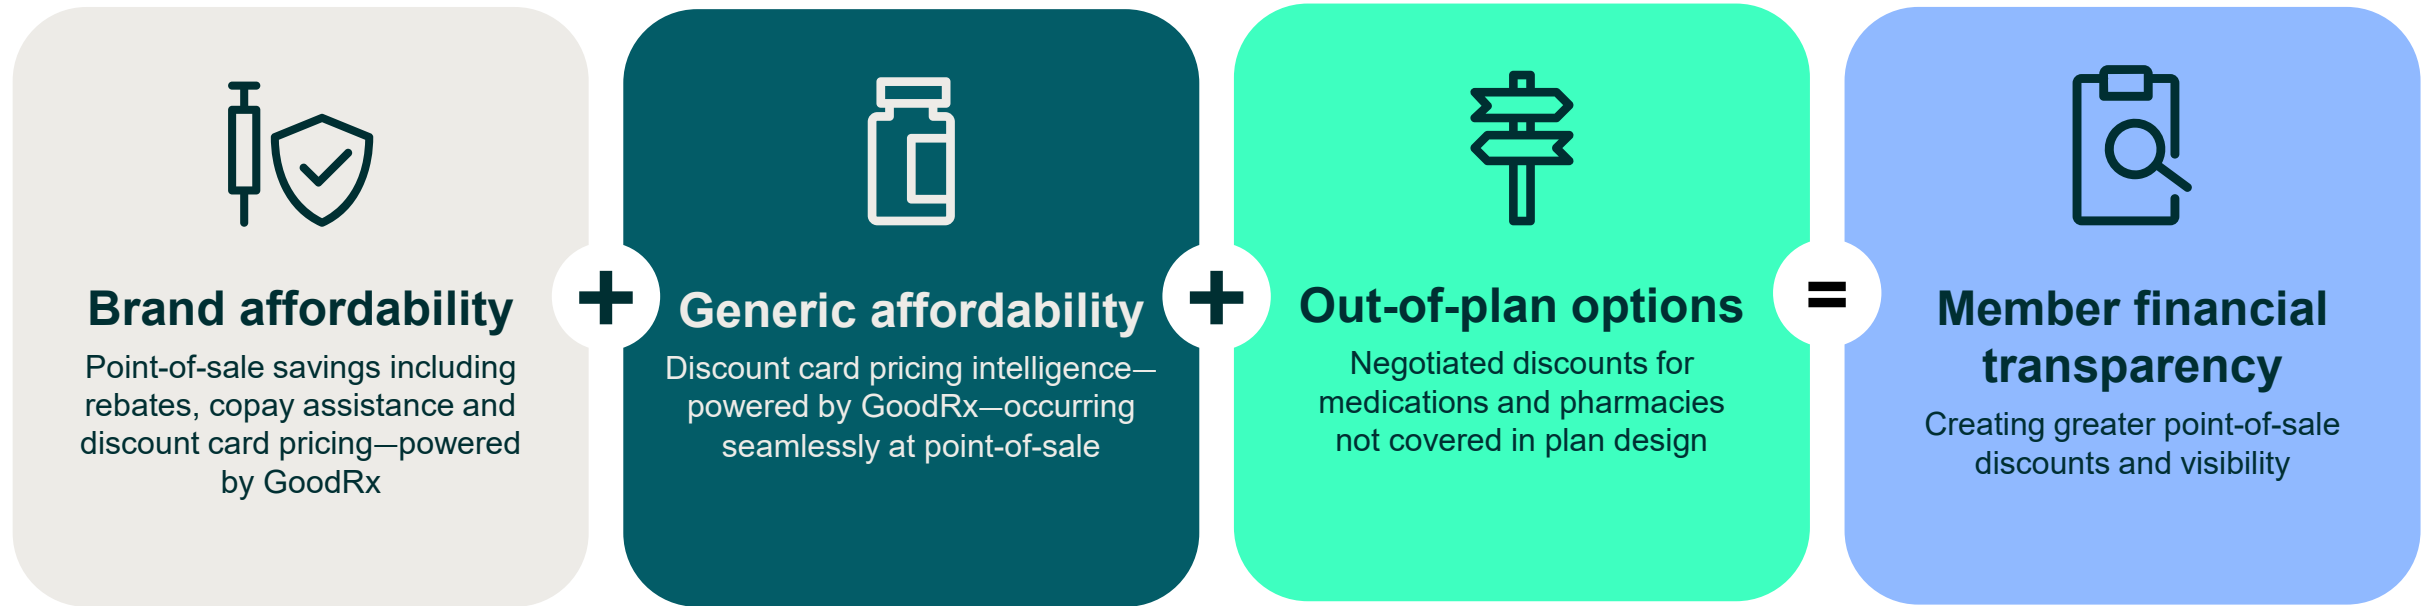 Brand affordability
Point-of-sale savings including
rebates, copay assistance and
discount card pricing—powered
by GoodRx
+
Generic affordability
Discount card pricing intelligence—
powered by GoodRx—occurring
seamlessly at point-of-sale
+
Out-of-plan options
Negotiated discounts for
medications and pharmacies
not covered in plan design
=
Member financial
transparency
Creating greater point-of-sale
discounts and visibility